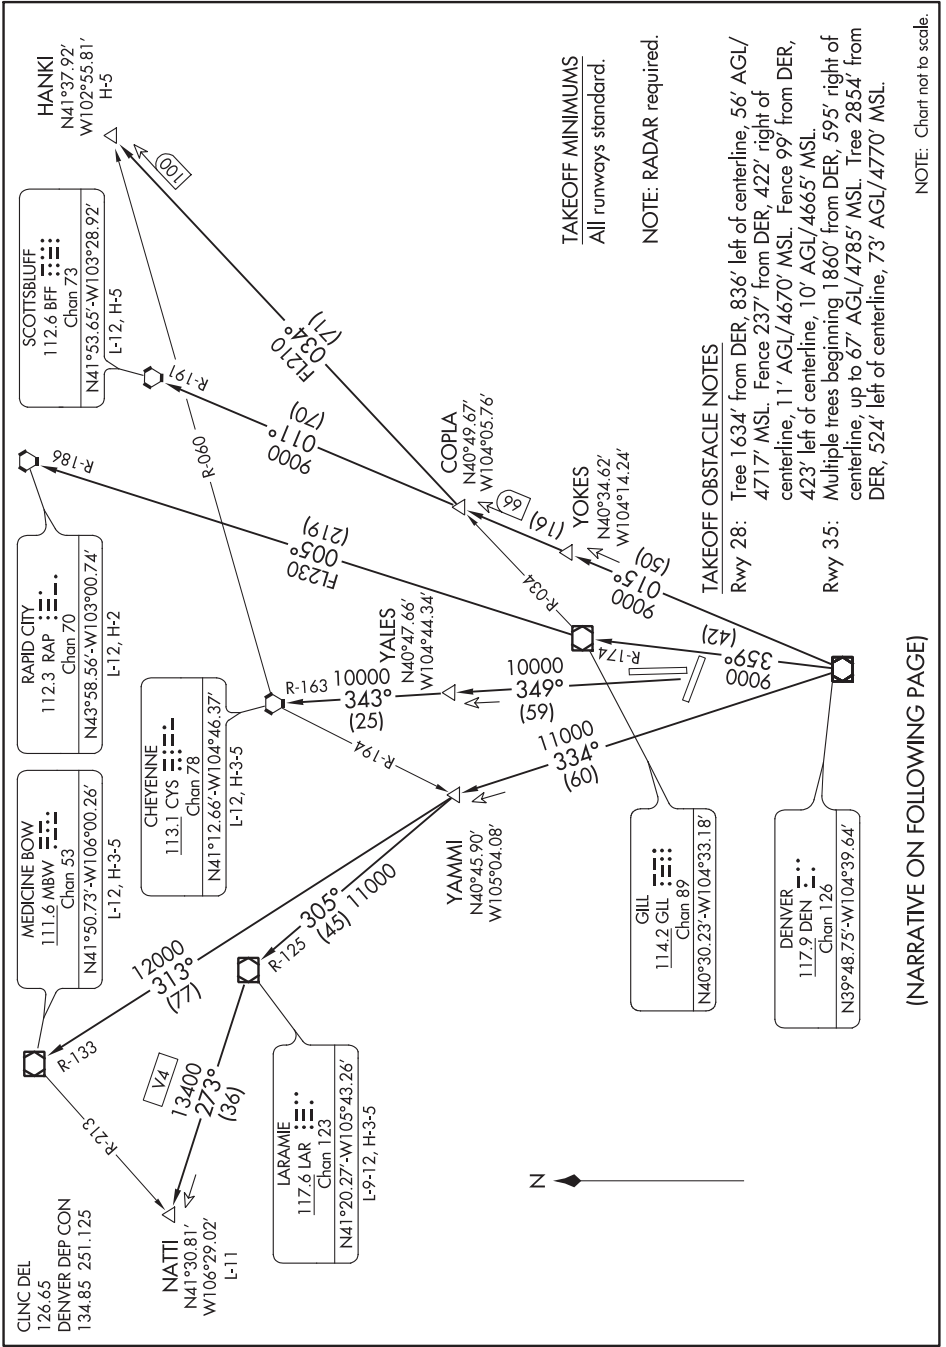 CLNC DEL
126.65
DENVER DEP CON
134.85 251.125
MEDICINE BOW
111.6 MBW
Chan 53
N41°50.73'-W106°00.26'
L-12, H-3-5
RAPID CITY
112.3 RAP
Chan 70
N43°58.56'-W103°00.74'
L-12, H-2
SCOTTSBLUFF
112.6 BFF
Chan 73
N41°53.65'-W103°28.92'
L-12, H-5
HANKI
N41°37.92'
W102°55.81'
H-5
R-133
R-213
R-186
R-191
R-060
100
NATTI
N41°30.81'
W106°29.02'
L-11
V4
13400
273°
(36)
12000
313°
(77)
CHEYENNE
113.1 CYS
Chan 78
N41°12.66'-W104°46.37'
L-12, H-3-5
R-163
R-194
LARAMIE
117.6 LAR
Chan 123
N41°20.27'-W105°43.26'
L-9-12, H-3-5
R-125
305°
(45)
11000
10000
343°
(25)
YALES
N40°47.66'
W104°44.34'
FL230
005°
(219)
9000
011°
(70)
FL210
034°
(71)
COPLA
N40°49.67'
W104°05.76'
YAMMI
N40°45.90'
W105°04.08'
66
(16)
R-034
YOKES
N40°34.62'
W104°14.24'
11000
334°
(60)
10000
349°
(59)
R-174
9000
359°
(42)
9000
015°
(50)
GILL
114.2 GLL
Chan 89
N40°30.23'-W104°33.18'
DENVER
117.9 DEN
Chan 126
N39°48.75'-W104°39.64'
N
TAKEOFF MINIMUMS
All runways standard.
NOTE: RADAR required.
TAKEOFF OBSTACLE NOTES
Rwy 28: Tree 1634' from DER, 836' left of centerline, 56' AGL/
4717' MSL. Fence 237' from DER, 422' right of
centerline, 11' AGL/4670' MSL. Fence 99' from DER,
423' left of centerline, 10' AGL/4665' MSL.
Rwy 35: Multiple trees beginning 1860' from DER, 595' right of
centerline, up to 67' AGL/4785' MSL. Tree 2854' from
DER, 524' left of centerline, 73' AGL/4770' MSL.
(NARRATIVE ON FOLLOWING PAGE)
NOTE: Chart not to scale.